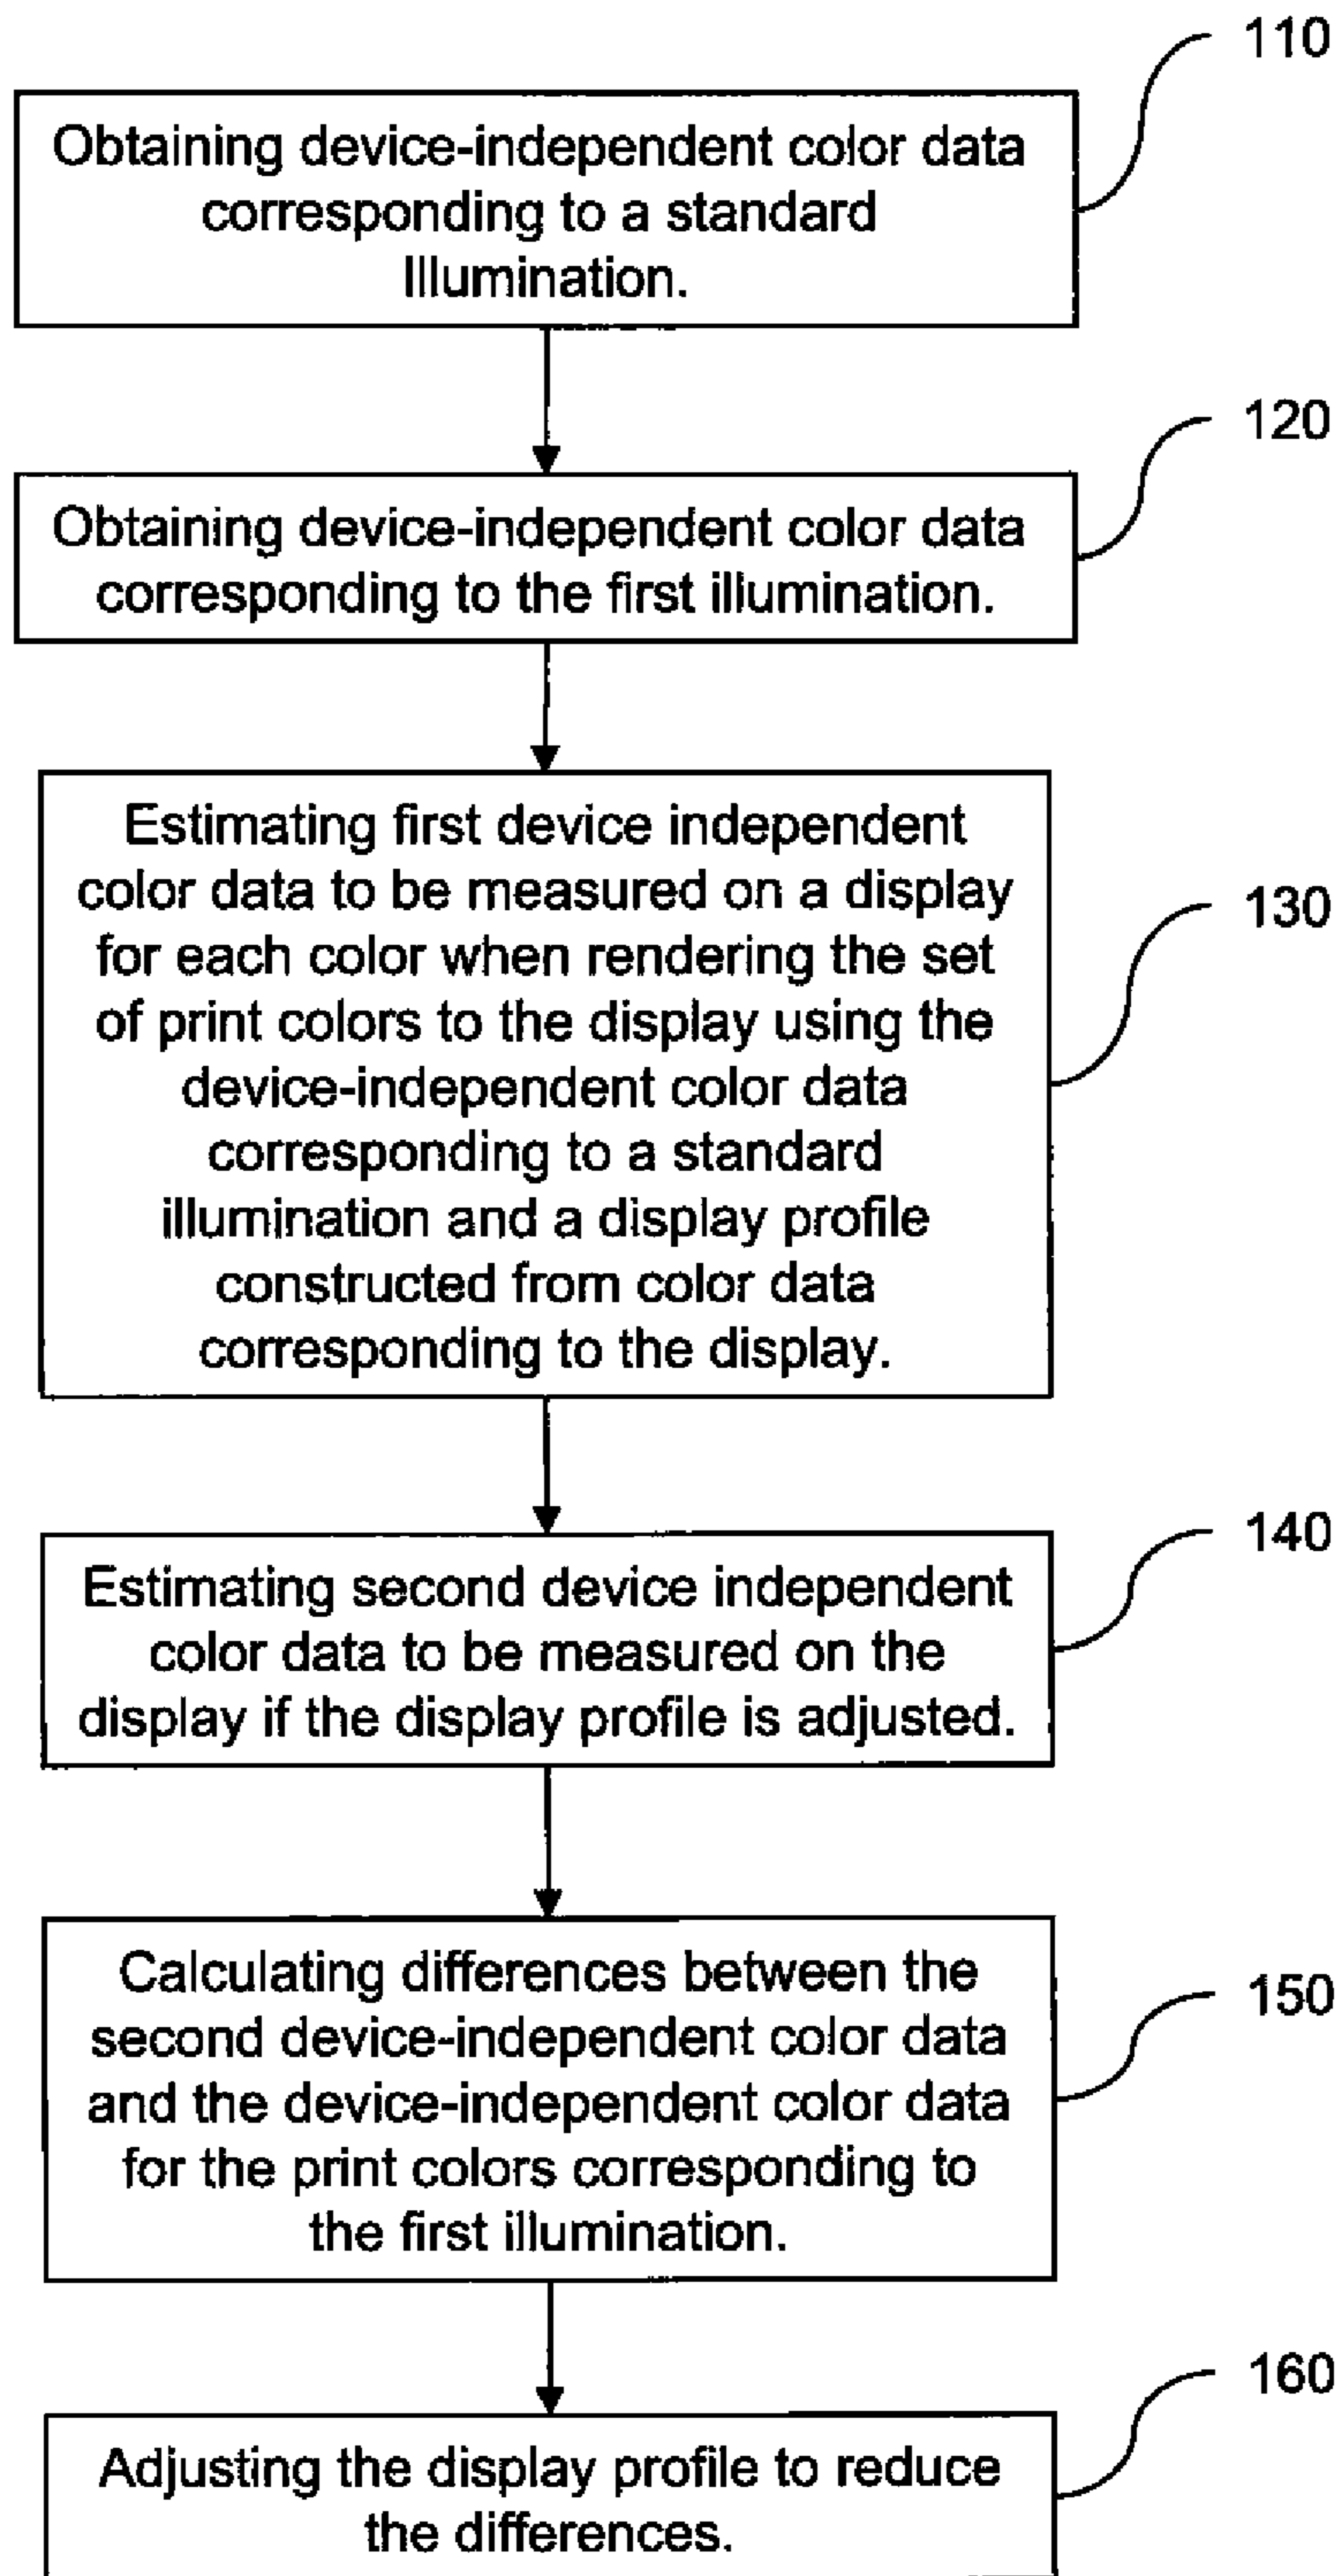 110
Obtaining device-independent color data
corresponding to a standard
Illumination.
120
Obtaining device-independent color data
corresponding to the first illumination.
130
Estimating first device independent
color data to be measured on a display
for each color when rendering the set
of print colors to the display using the
device-independent color data
corresponding to a standard
illumination and a display profile
constructed from color data
corresponding to the display.
140
Estimating second device independent
color data to be measured on the
display if the display profile is adjusted.
150
Calculating differences between the
second device-independent color data
and the device-independent color data
for the print colors corresponding to
the first illumination.
160
Adjusting the display profile to reduce
the differences.